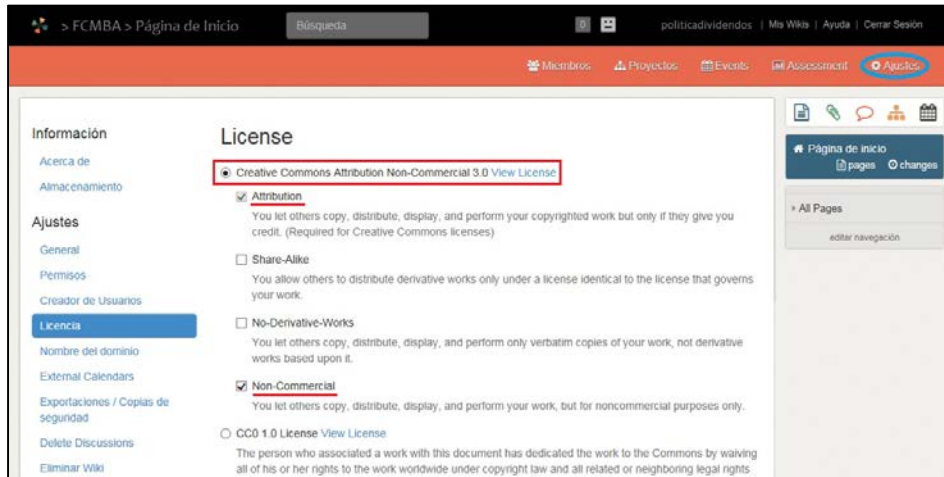 > FCMBA > Página de Inicio
Búsqueda
0
politicadividendos | Mis Wikis | Ayuda | Cerrar Sesión
Miembros Proyectos Events Assessment Ajustes
Información
Acerca de
Almacenamiento
Ajustes
General
Permisos
Creador de Usuarios
Licencia
Nombre del dominio
External Calendars
Exportaciones / Copias de
seguridad
Delete Discussions
Eliminar Wiki
License
Creative Commons Attribution Non-Commercial 3.0 View License
Attribution
You let others copy, distribute, display, and perform your copyrighted work but only if they give you
credit. (Required for Creative Commons licenses)
Share-Alike
You allow others to distribute derivative works only under a license identical to the license that governs
your work.
No-Derivative-Works
You let others copy, distribute, display, and perform only verbatim copies of your work, not derivative
works based upon it.
Non-Commercial
You let others copy, distribute, display, and perform your work, but for noncommercial purposes only.
CC0 1.0 License View License
The person who associated a work with this document has dedicated the work to the Commons by waiving
all of his or her rights to the work worldwide under copyright law and all related or neighboring legal rights
Página de inicio
pages changes
All Pages
editar navegación